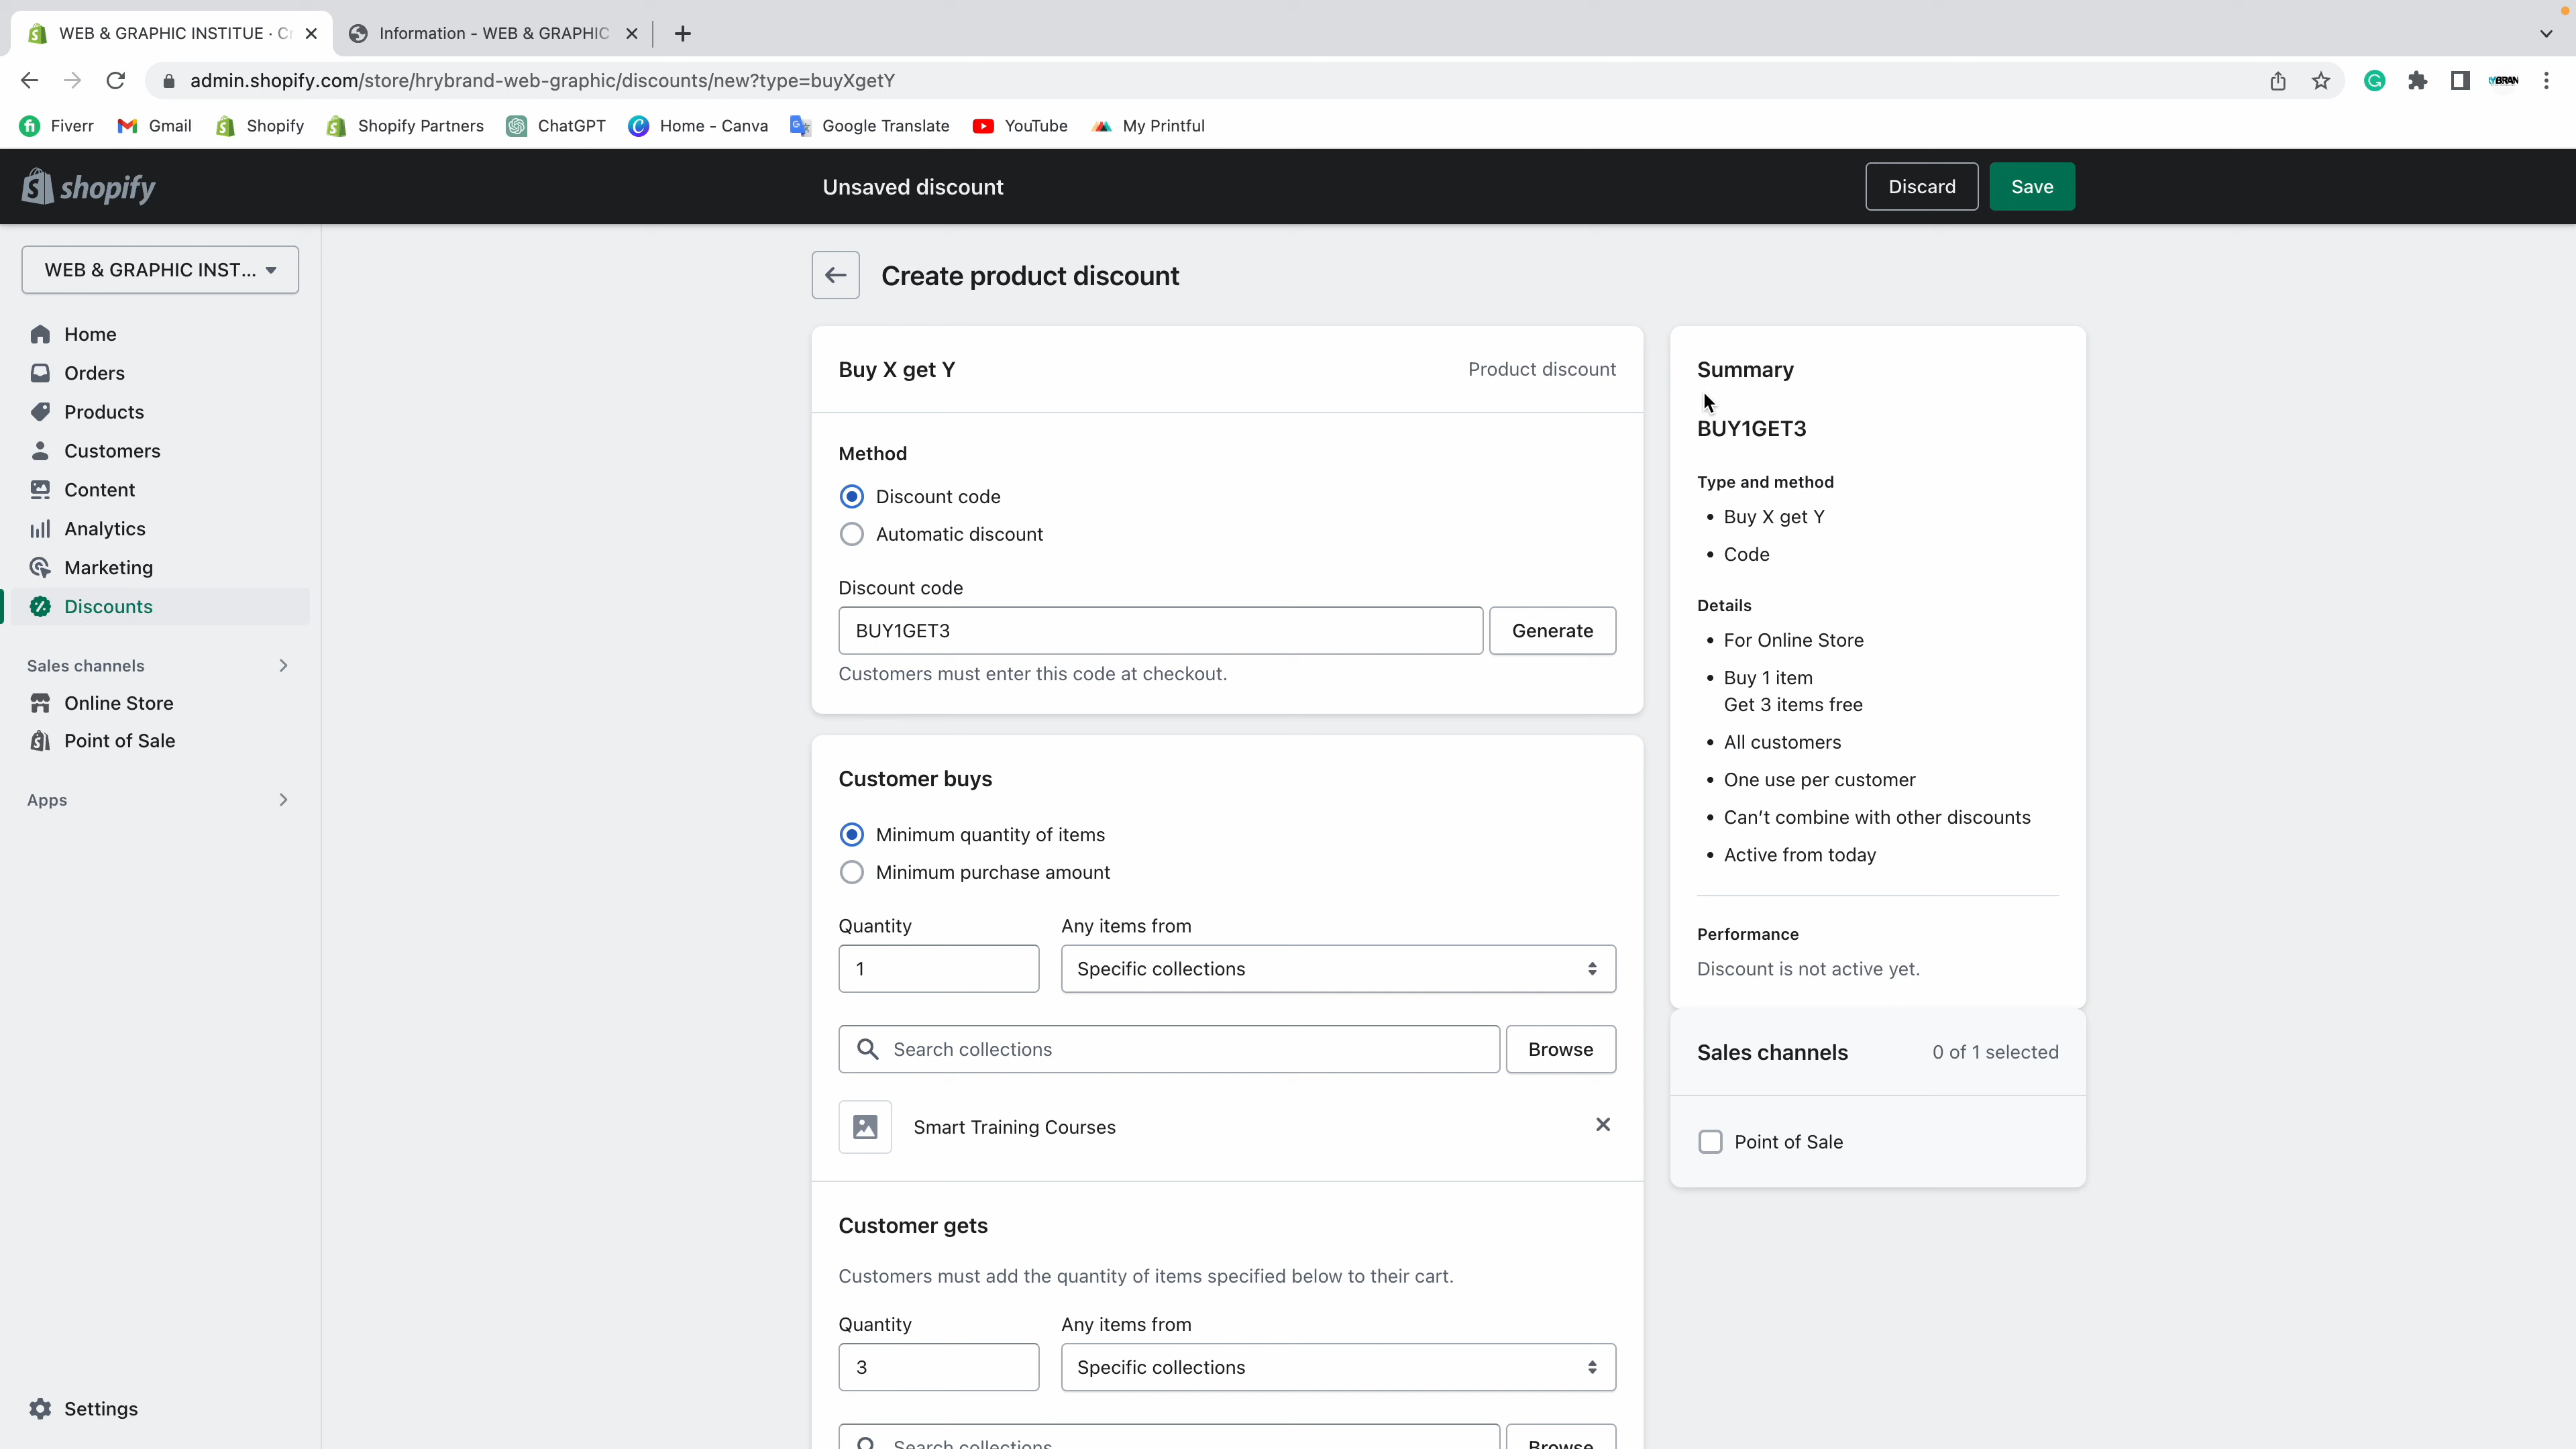 WEB & GRAPHIC INSTITUE · Cr
Information - WEB & GRAPHIC
admin.shopify.com/store/hrybrand-web-graphic/discounts/new?type=buyXgetY
YBRAN
Fiverr
Gmail
Shopify
Shopify Partners
ChatGPT
Home - Canva
Google Translate
YouTube
My Printful
shopify
Unsaved discount
Discard
Save
WEB & GRAPHIC INST...
Home
Orders
Products
Customers
Content
Analytics
Marketing
Discounts
Sales channels
Online Store
Point of Sale
Apps
Settings
Create product discount
Buy X get Y
Product discount
Method
Discount code
Automatic discount
Discount code
BUY1GET3
Generate
Customers must enter this code at checkout.
Customer buys
Minimum quantity of items
Minimum purchase amount
Quantity
Any items from
1
Specific collections
Search collections
Browse
Smart Training Courses
Customer gets
Customers must add the quantity of items specified below to their cart.
Quantity
Any items from
3
Specific collections
Search collections
Browse
Summary
BUY1GET3
Type and method
• Buy X get Y
• Code
Details
• For Online Store
• Buy 1 item
Get 3 items free
• All customers
• One use per customer
• Can't combine with other discounts
• Active from today
Performance
Discount is not active yet.
Sales channels
0 of 1 selected
Point of Sale